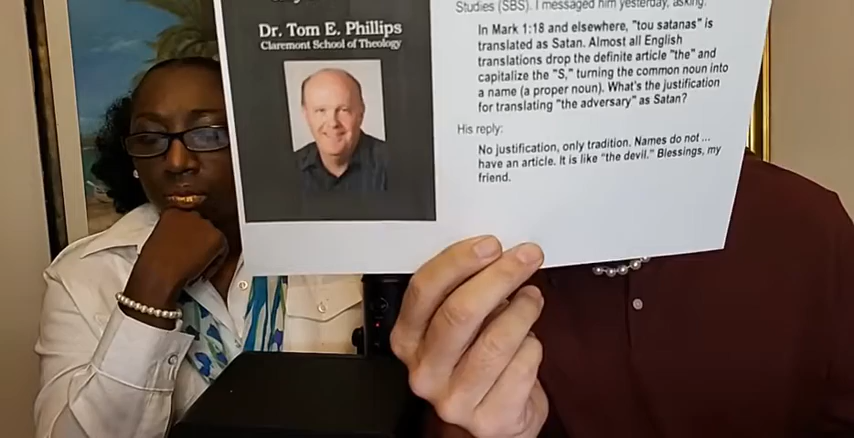 Dr. Tom E. Phillips
Claremont School of Theology
Studies (SBS). I messaged him yesterday, asking:
In Mark 1:18 and elsewhere, "tou satanas" is
translated as Satan. Almost all English
translations drop the definite article "the" and
capitalize the "S," turning the common noun into
a name (a proper noun). What's the justification
for translating "the adversary" as Satan?
His reply:
No justification, only tradition. Names do not ...
have an article. It is like "the devil." Blessings, my
friend.